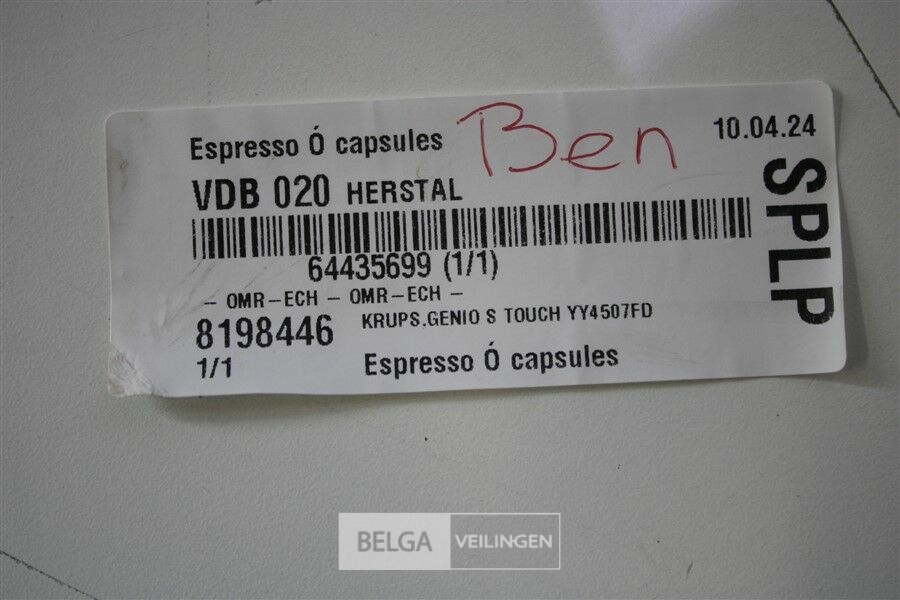 Espresso Ó capsules Ben 10.04.24
VDB 020 HERSTAL
SPLP
64435699 (1/1)
– OMR–ECH – OMR–ECH –
8198446 KRUPS.GENIO S TOUCH YY4507FD
1/1 Espresso Ó capsules
BELGA VEILINGEN